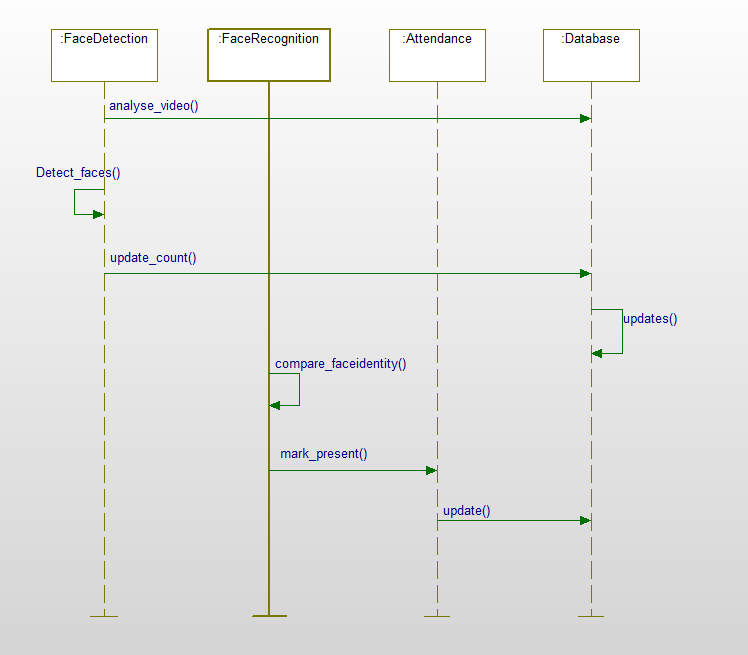 :FaceDetection
:FaceRecognition
:Attendance
:Database
analyse_video()
Detect_faces()
update_count()
updates()
compare_faceidentity()
mark_present()
update()